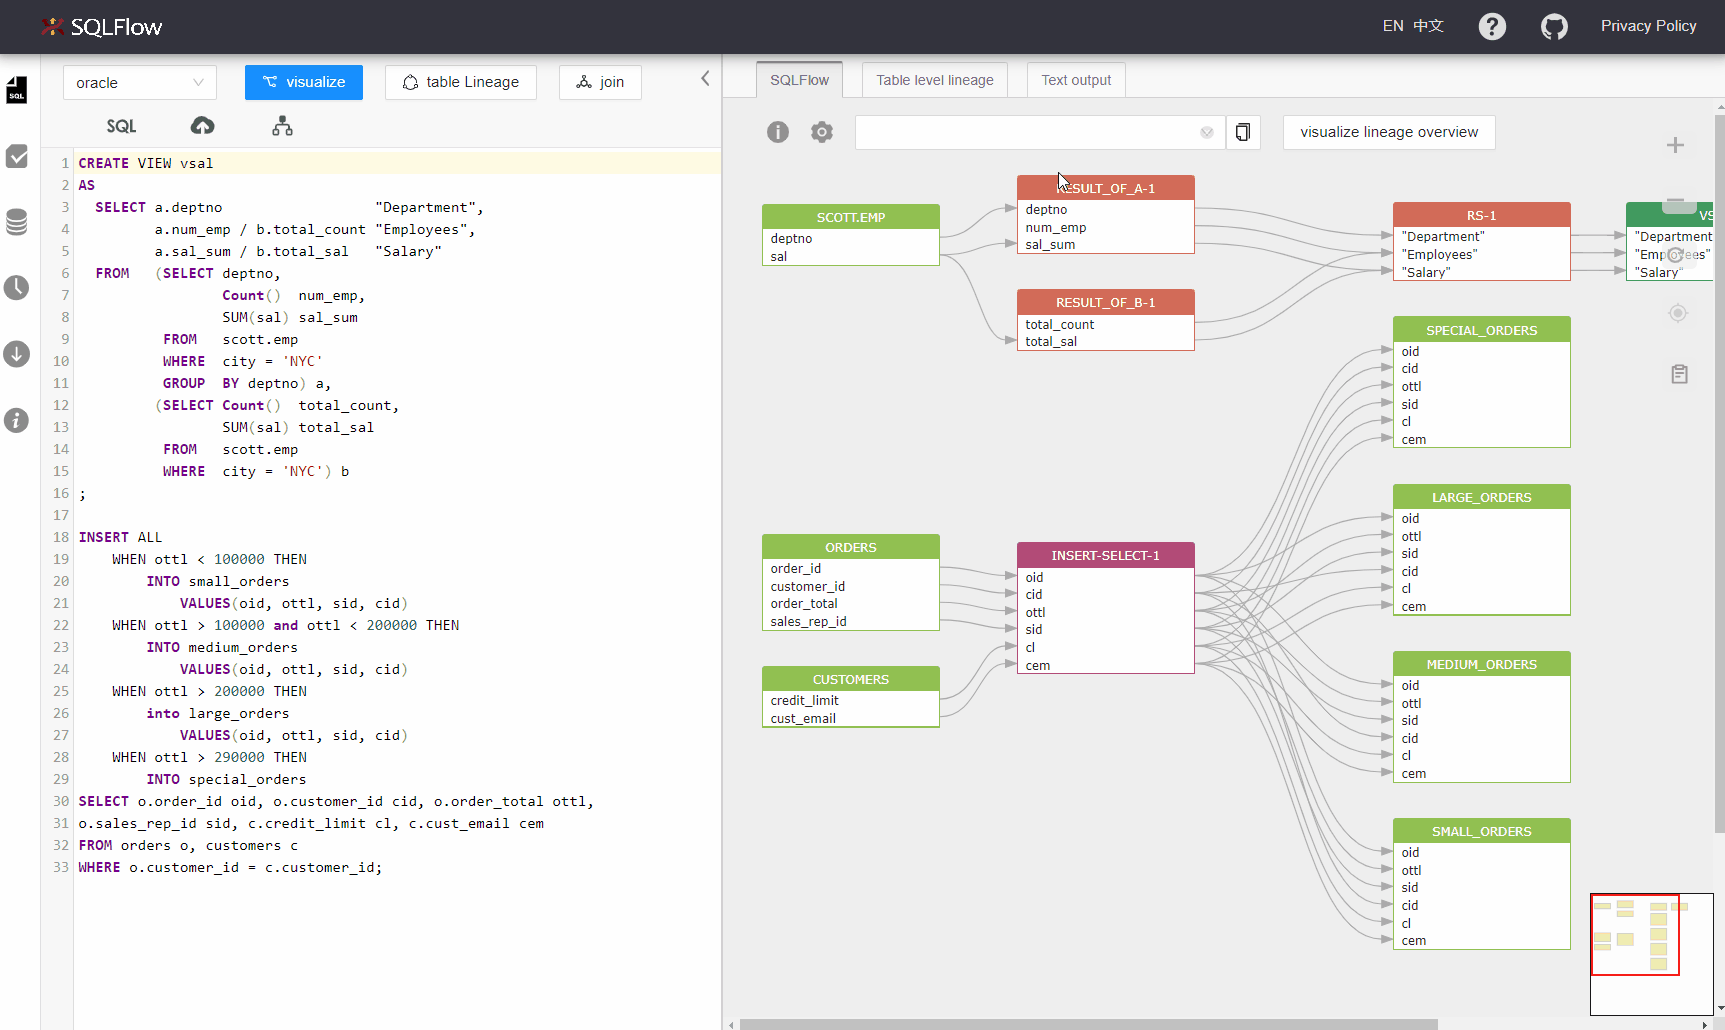 SQLFlow
EN 中文
Privacy Policy
SQL
oracle
visualize
table Lineage
join
SQL
1 CREATE VIEW vsal
2 AS
3 SELECT a.deptno "Department",
4 a.num_emp / b.total_count "Employees",
5 a.sal_sum / b.total_sal "Salary"
6 FROM (SELECT deptno,
7 Count() num_emp,
8 SUM(sal) sal_sum
9 FROM scott.emp
10 WHERE city = 'NYC'
11 GROUP BY deptno) a,
12 (SELECT Count() total_count,
13 SUM(sal) total_sal
14 FROM scott.emp
15 WHERE city = 'NYC') b
16 ;
17
18 INSERT ALL
19 WHEN ottl < 100000 THEN
20 INTO small_orders
21 VALUES(oid, ottl, sid, cid)
22 WHEN ottl > 100000 and ottl < 200000 THEN
23 INTO medium_orders
24 VALUES(oid, ottl, sid, cid)
25 WHEN ottl > 200000 THEN
26 into large_orders
27 VALUES(oid, ottl, sid, cid)
28 WHEN ottl > 290000 THEN
29 INTO special_orders
30 SELECT o.order_id oid, o.customer_id cid, o.order_total ottl,
31 o.sales_rep_id sid, c.credit_limit cl, c.cust_email cem
32 FROM orders o, customers c
33 WHERE o.customer_id = c.customer_id;
SQLFlow
Table level lineage
Text output
visualize lineage overview
SCOTT.EMP
deptno
sal
RESULT_OF_A-1
deptno
num_emp
sal_sum
RESULT_OF_B-1
total_count
total_sal
RS-1
"Department"
"Employees"
"Salary"
VS
"Department
"Employees"
"Salary"
ORDERS
order_id
customer_id
order_total
sales_rep_id
CUSTOMERS
credit_limit
cust_email
INSERT-SELECT-1
oid
cid
ottl
sid
cl
cem
SPECIAL_ORDERS
oid
cid
ottl
sid
cl
cem
LARGE_ORDERS
oid
ottl
sid
cid
cl
cem
MEDIUM_ORDERS
oid
ottl
sid
cid
cl
cem
SMALL_ORDERS
oid
ottl
sid
cid
cl
cem